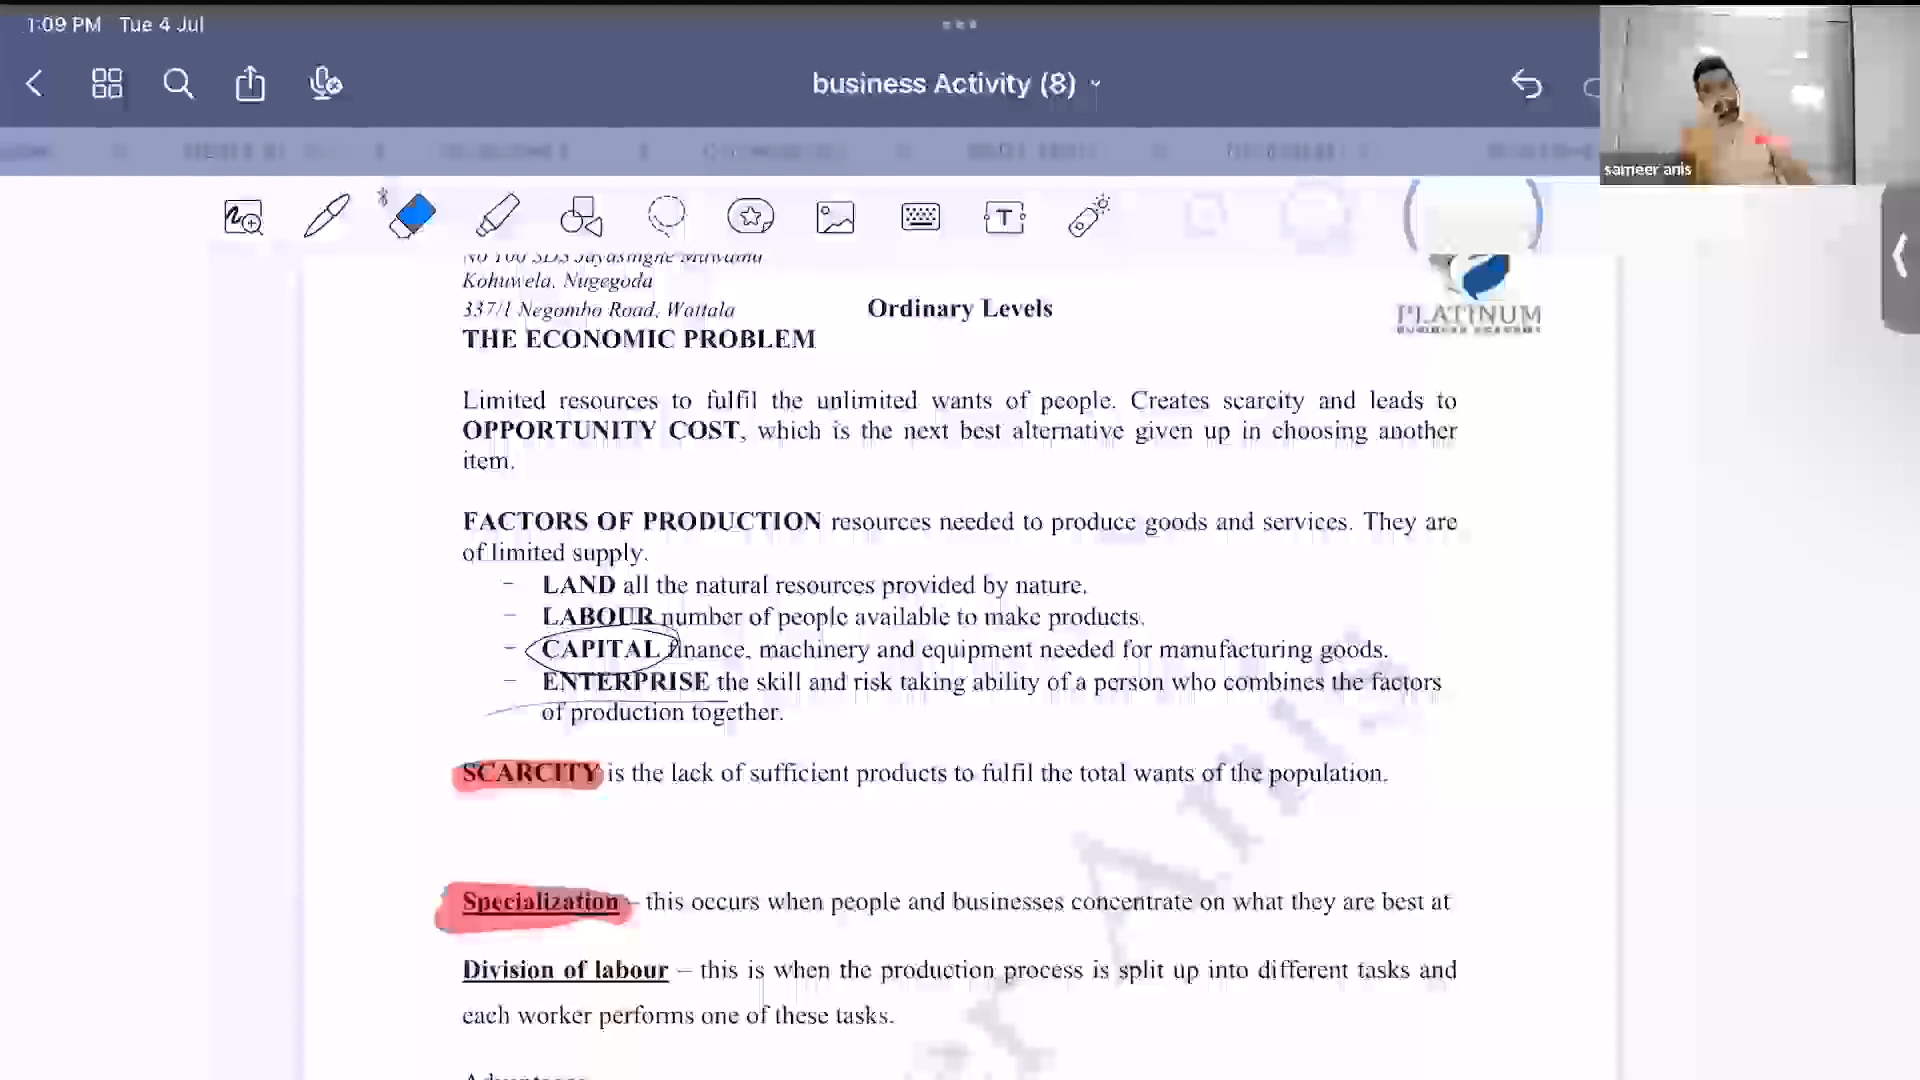 1:09 PM Tue 4 Jul
business Activity (8)
sameer anis
Kohuwela, Nugegoda
337/1 Negombo Road, Wattala
Ordinary Levels
PLATINUM
BUSINESS ACADEMY
THE ECONOMIC PROBLEM
Limited resources to fulfil the unlimited wants of people. Creates scarcity and leads to
OPPORTUNITY COST, which is the next best alternative given up in choosing another
item.
FACTORS OF PRODUCTION resources needed to produce goods and services. They are
of limited supply.
- LAND all the natural resources provided by nature.
- LABOUR number of people available to make products.
- CAPITAL finance, machinery and equipment needed for manufacturing goods.
- ENTERPRISE the skill and risk taking ability of a person who combines the factors
of production together.
SCARCITY is the lack of sufficient products to fulfil the total wants of the population.
Specialization – this occurs when people and businesses concentrate on what they are best at
Division of labour – this is when the production process is split up into different tasks and
each worker performs one of these tasks.
Anis